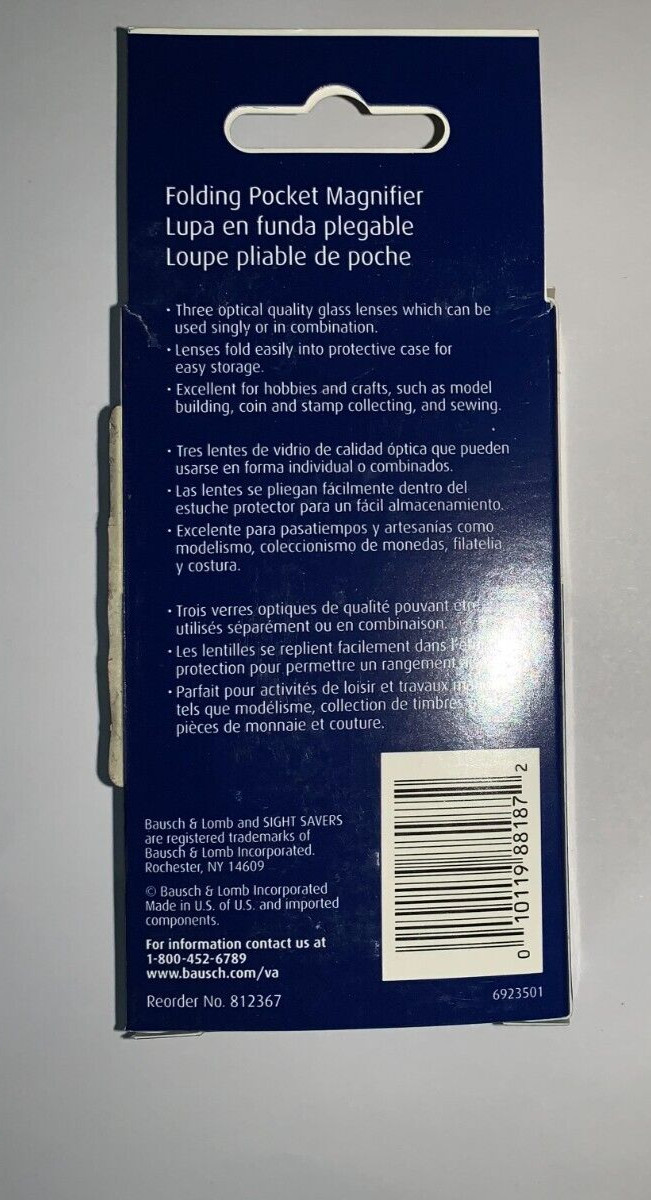 Folding Pocket Magnifier
Lupa en funda plegable
Loupe pliable de poche
• Three optical quality glass lenses which can be
used singly or in combination.
• Lenses fold easily into protective case for
easy storage.
• Excellent for hobbies and crafts, such as model
building, coin and stamp collecting, and sewing.
• Tres lentes de vidrio de calidad óptica que pueden
usarse en forma individual o combinados.
• Las lentes se pliegan fácilmente dentro del
estuche protector para un fácil almacenamiento.
• Excelente para pasatiempos y artesanías como
modelismo, coleccionismo de monedas, filatelia
y costura.
• Trois verres optiques de qualité pouvant être
utilisés séparément ou en combinaison.
• Les lentilles se replient facilement dans
protection pour permettre un rangement
• Parfait pour activités de loisir et travaux
tels que modélisme, collection de timbres
pièces de monnaie et couture.
Bausch & Lomb and SIGHT SAVERS
are registered trademarks of
Bausch & Lomb Incorporated.
Rochester, NY 14609
© Bausch & Lomb Incorporated
Made in U.S. of U.S. and imported
components.
For information contact us at
1-800-452-6789
www.bausch.com/va
Reorder No. 812367
0 10119 88187 2
6923501